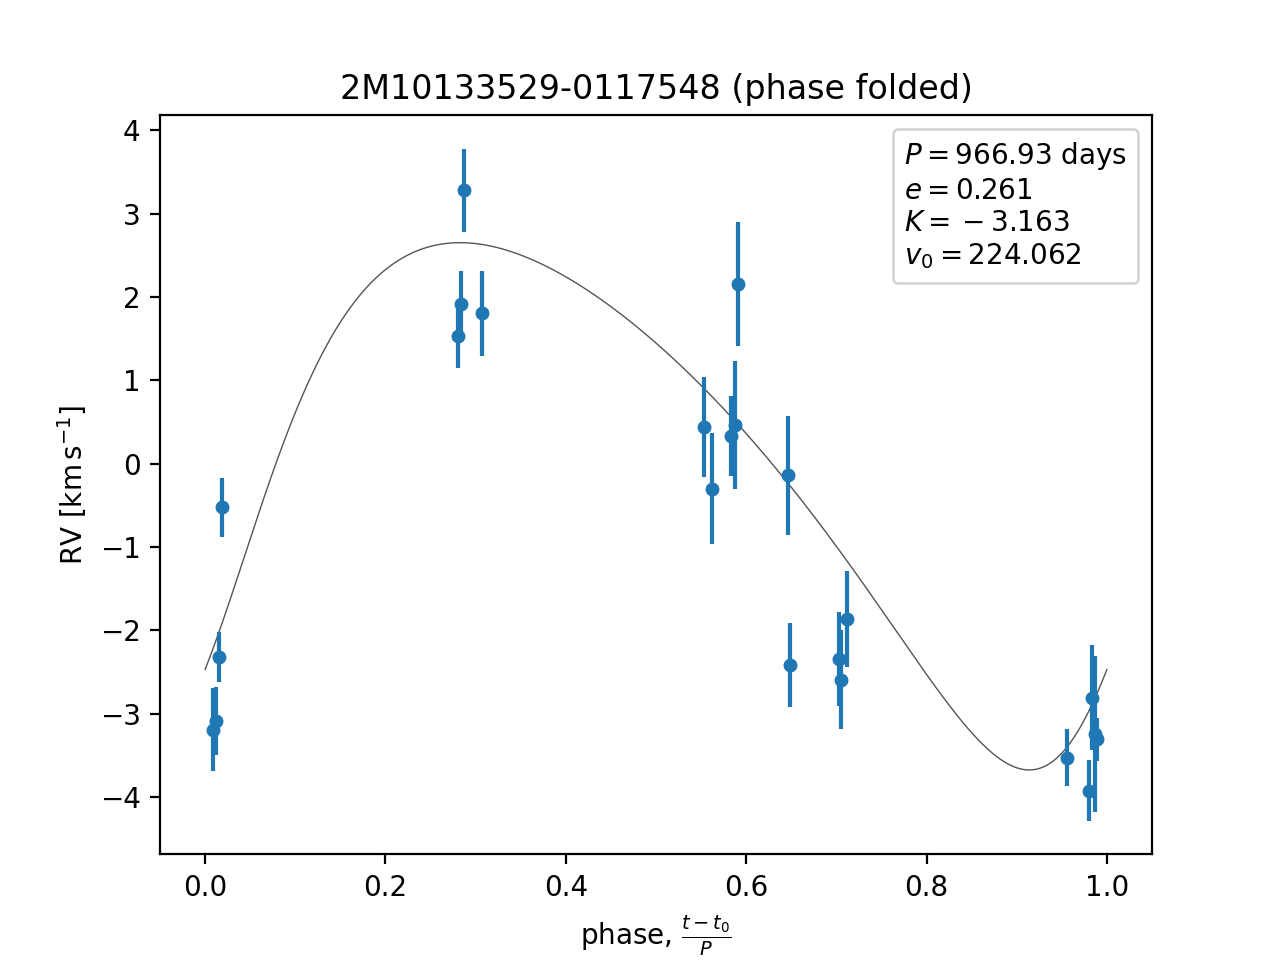 2M10133529-0117548 (phase folded)
P = 966.93 days
e = 0.261
K = −3.163
v₀ = 224.062
4
3
2
1
0
−1
−2
−3
−4
RV [km s⁻¹]
0.0 0.2 0.4 0.6 0.8 1.0
phase, (t − t₀)/P